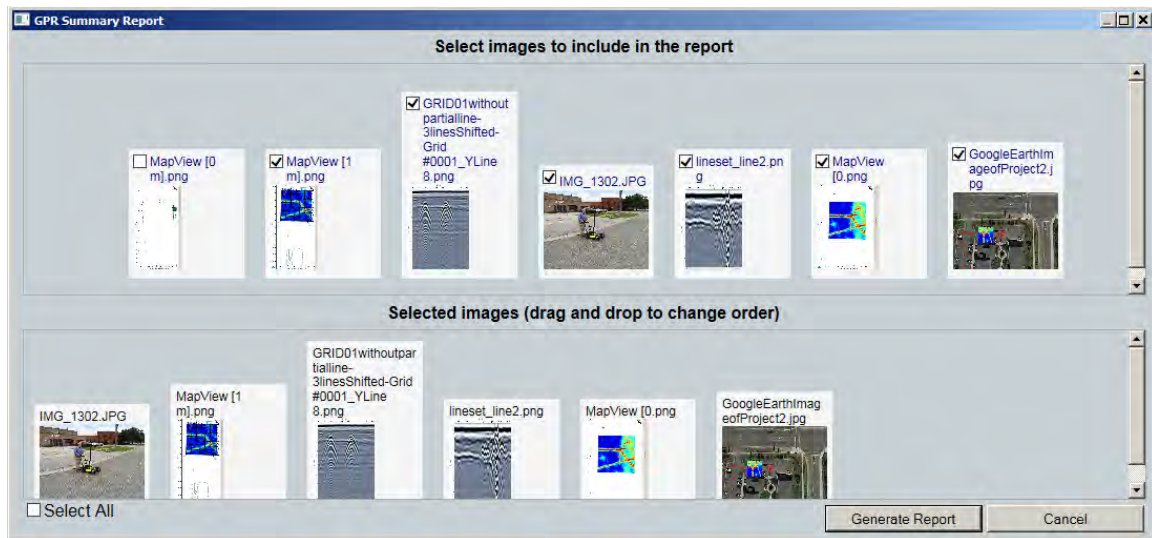 GPR Summary Report
Select images to include in the report
MapView [0
m].png
MapView [1
m].png
GRID01without
partialline-
3linesShifted-
Grid
#0001_YLine
8.png
IMG_1302.JPG
lineset_line2.pn
g
MapView
[0.png
GoogleEarthIm
ageofProject2.j
pg
Selected images (drag and drop to change order)
IMG_1302.JPG
MapView [1
m].png
GRID01withoutpar
tialline-
3linesShifted-Grid
#0001_YLine
8.png
lineset_line2.png
MapView [0.png
GoogleEarthImag
eofProject2.jpg
Select All
Generate Report
Cancel